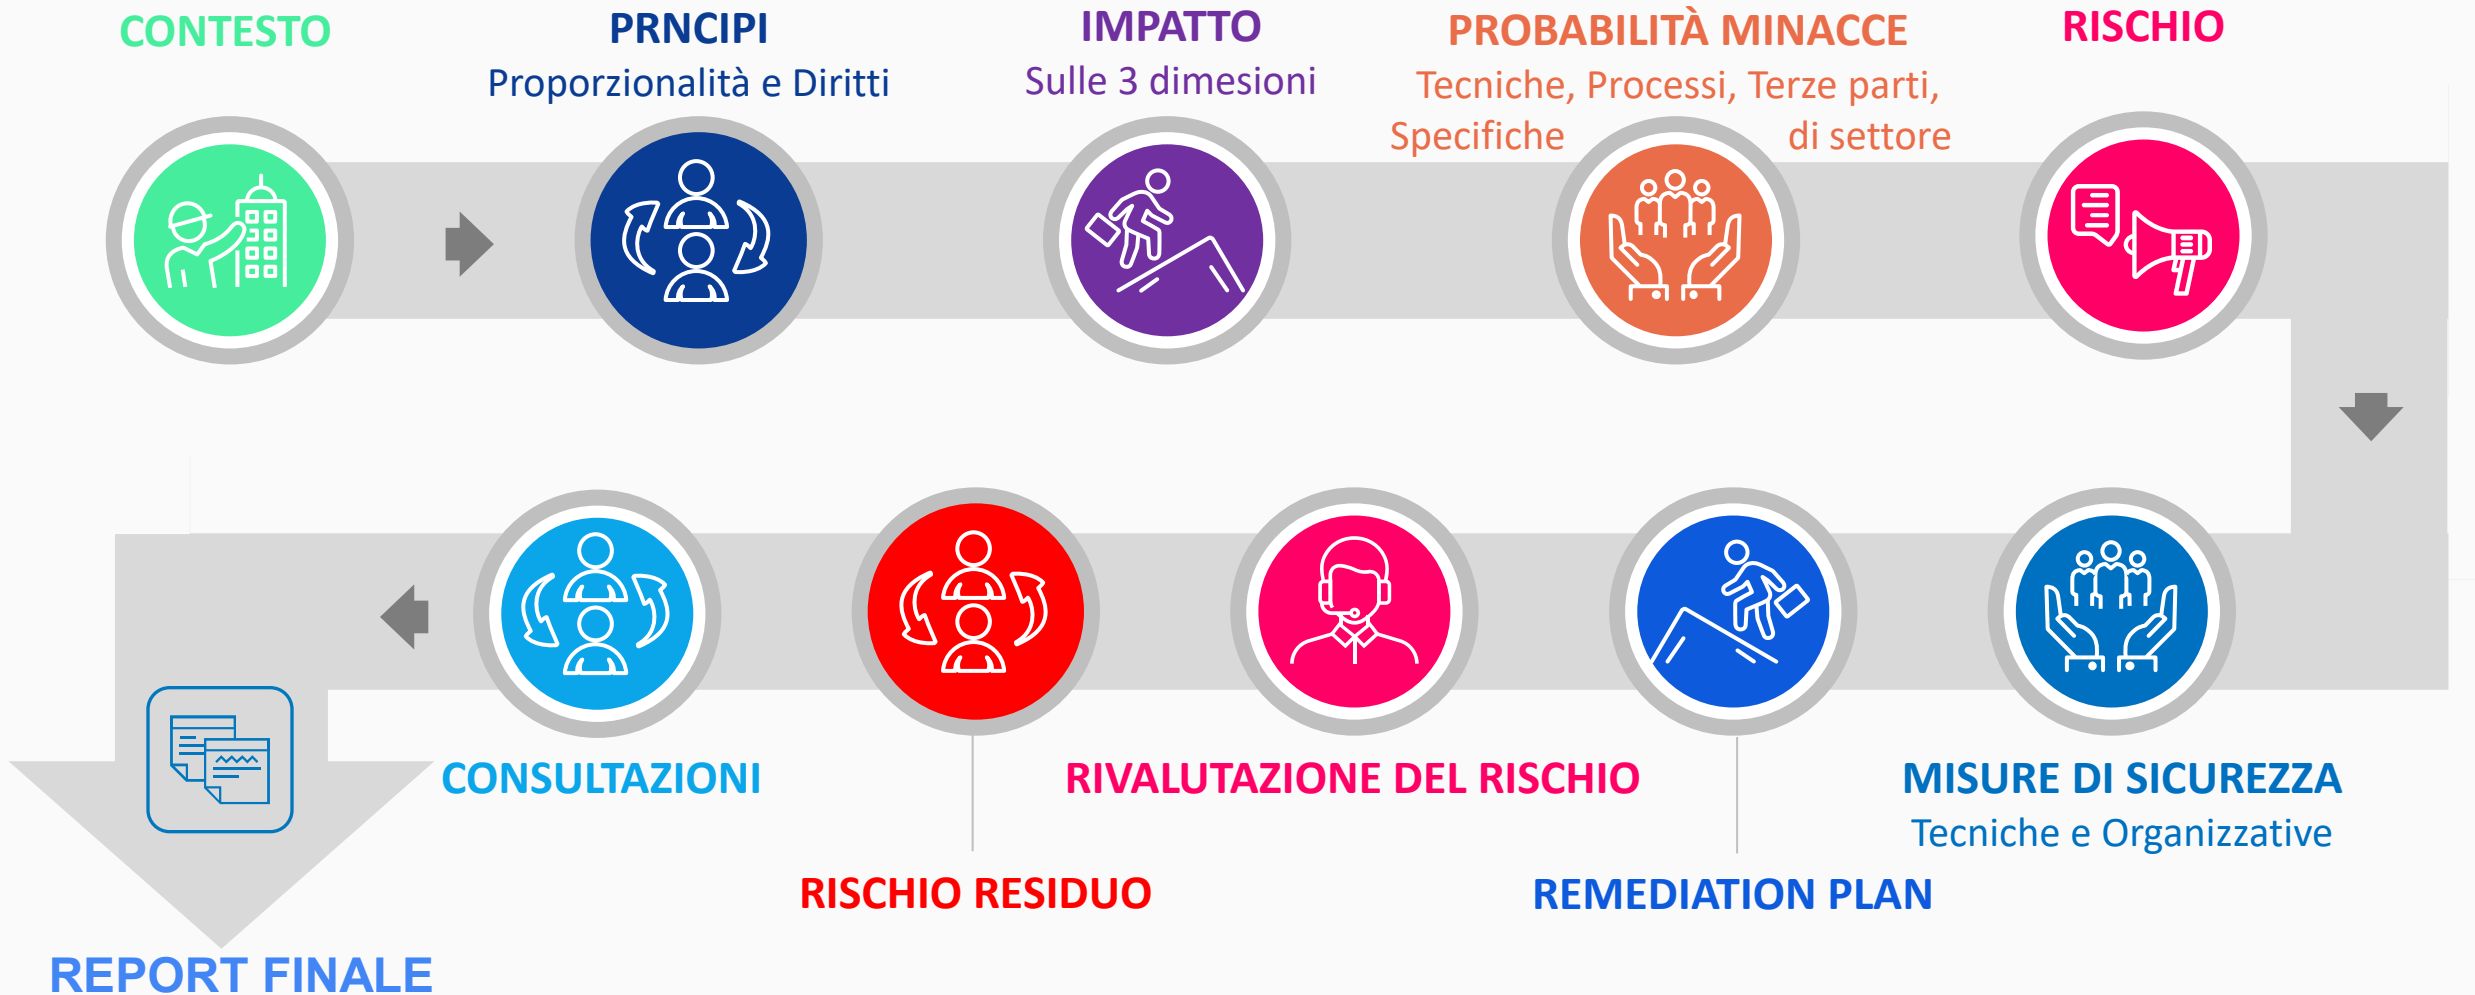 CONTESTO
PRNCIPI
Proporzionalità e Diritti
IMPATTO
Sulle 3 dimesioni
PROBABILITÀ MINACCE
Tecniche, Processi, Terze parti,
Specifiche di settore
RISCHIO
MISURE DI SICUREZZA
Tecniche e Organizzative
REMEDIATION PLAN
RIVALUTAZIONE DEL RISCHIO
RISCHIO RESIDUO
CONSULTAZIONI
REPORT FINALE